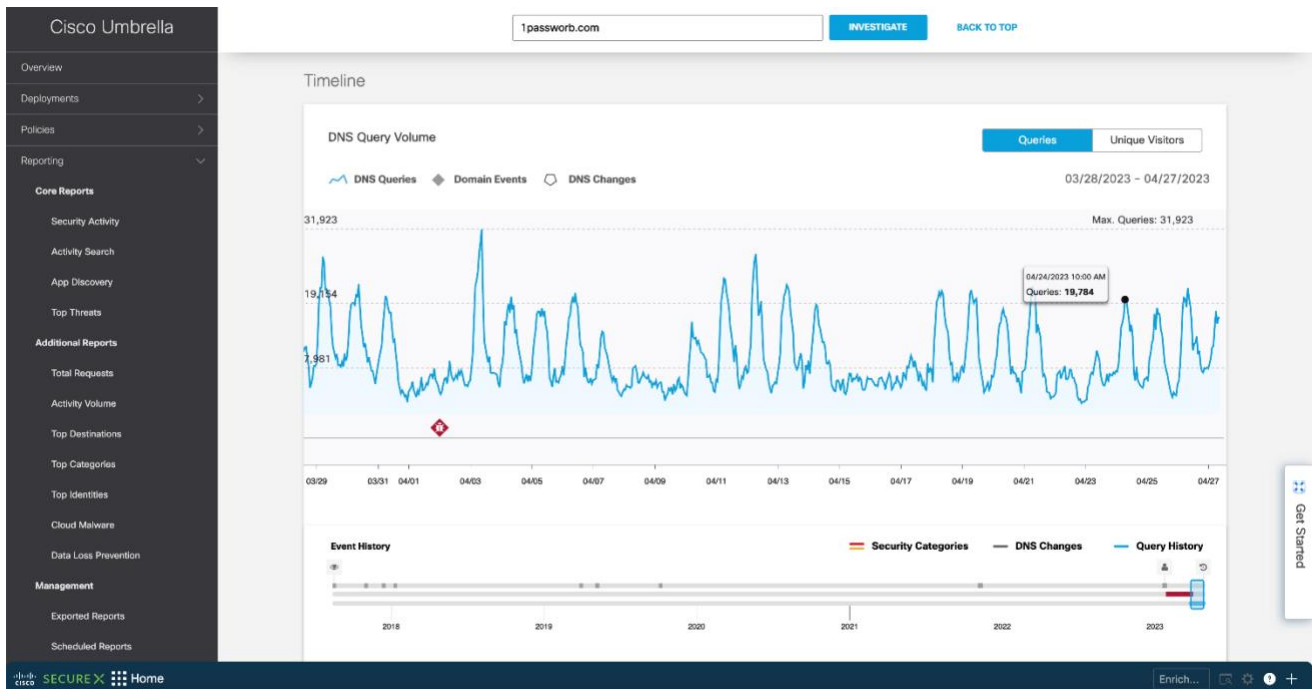 Cisco Umbrella
Overview
Deployments
Policies
Reporting
Core Reports
Security Activity
Activity Search
App Discovery
Top Threats
Additional Reports
Total Requests
Activity Volume
Top Destinations
Top Categories
Top Identities
Cloud Malware
Data Loss Prevention
Management
Exported Reports
Scheduled Reports
1passworb.com
INVESTIGATE
BACK TO TOP
Timeline
DNS Query Volume
Queries Unique Visitors
DNS Queries Domain Events DNS Changes
03/28/2023 - 04/27/2023
31,923
Max. Queries: 31,923
04/24/2023 10:00 AM
Queries: 19,784
19,154
7,981
03/29 03/31 04/01 04/03 04/05 04/07 04/09 04/11 04/13 04/15 04/17 04/19 04/21 04/23 04/25 04/27
Event History
Security Categories DNS Changes Query History
2018 2019 2020 2021 2022 2023
Get Started
cisco SECUREX Home
Enrich... ?